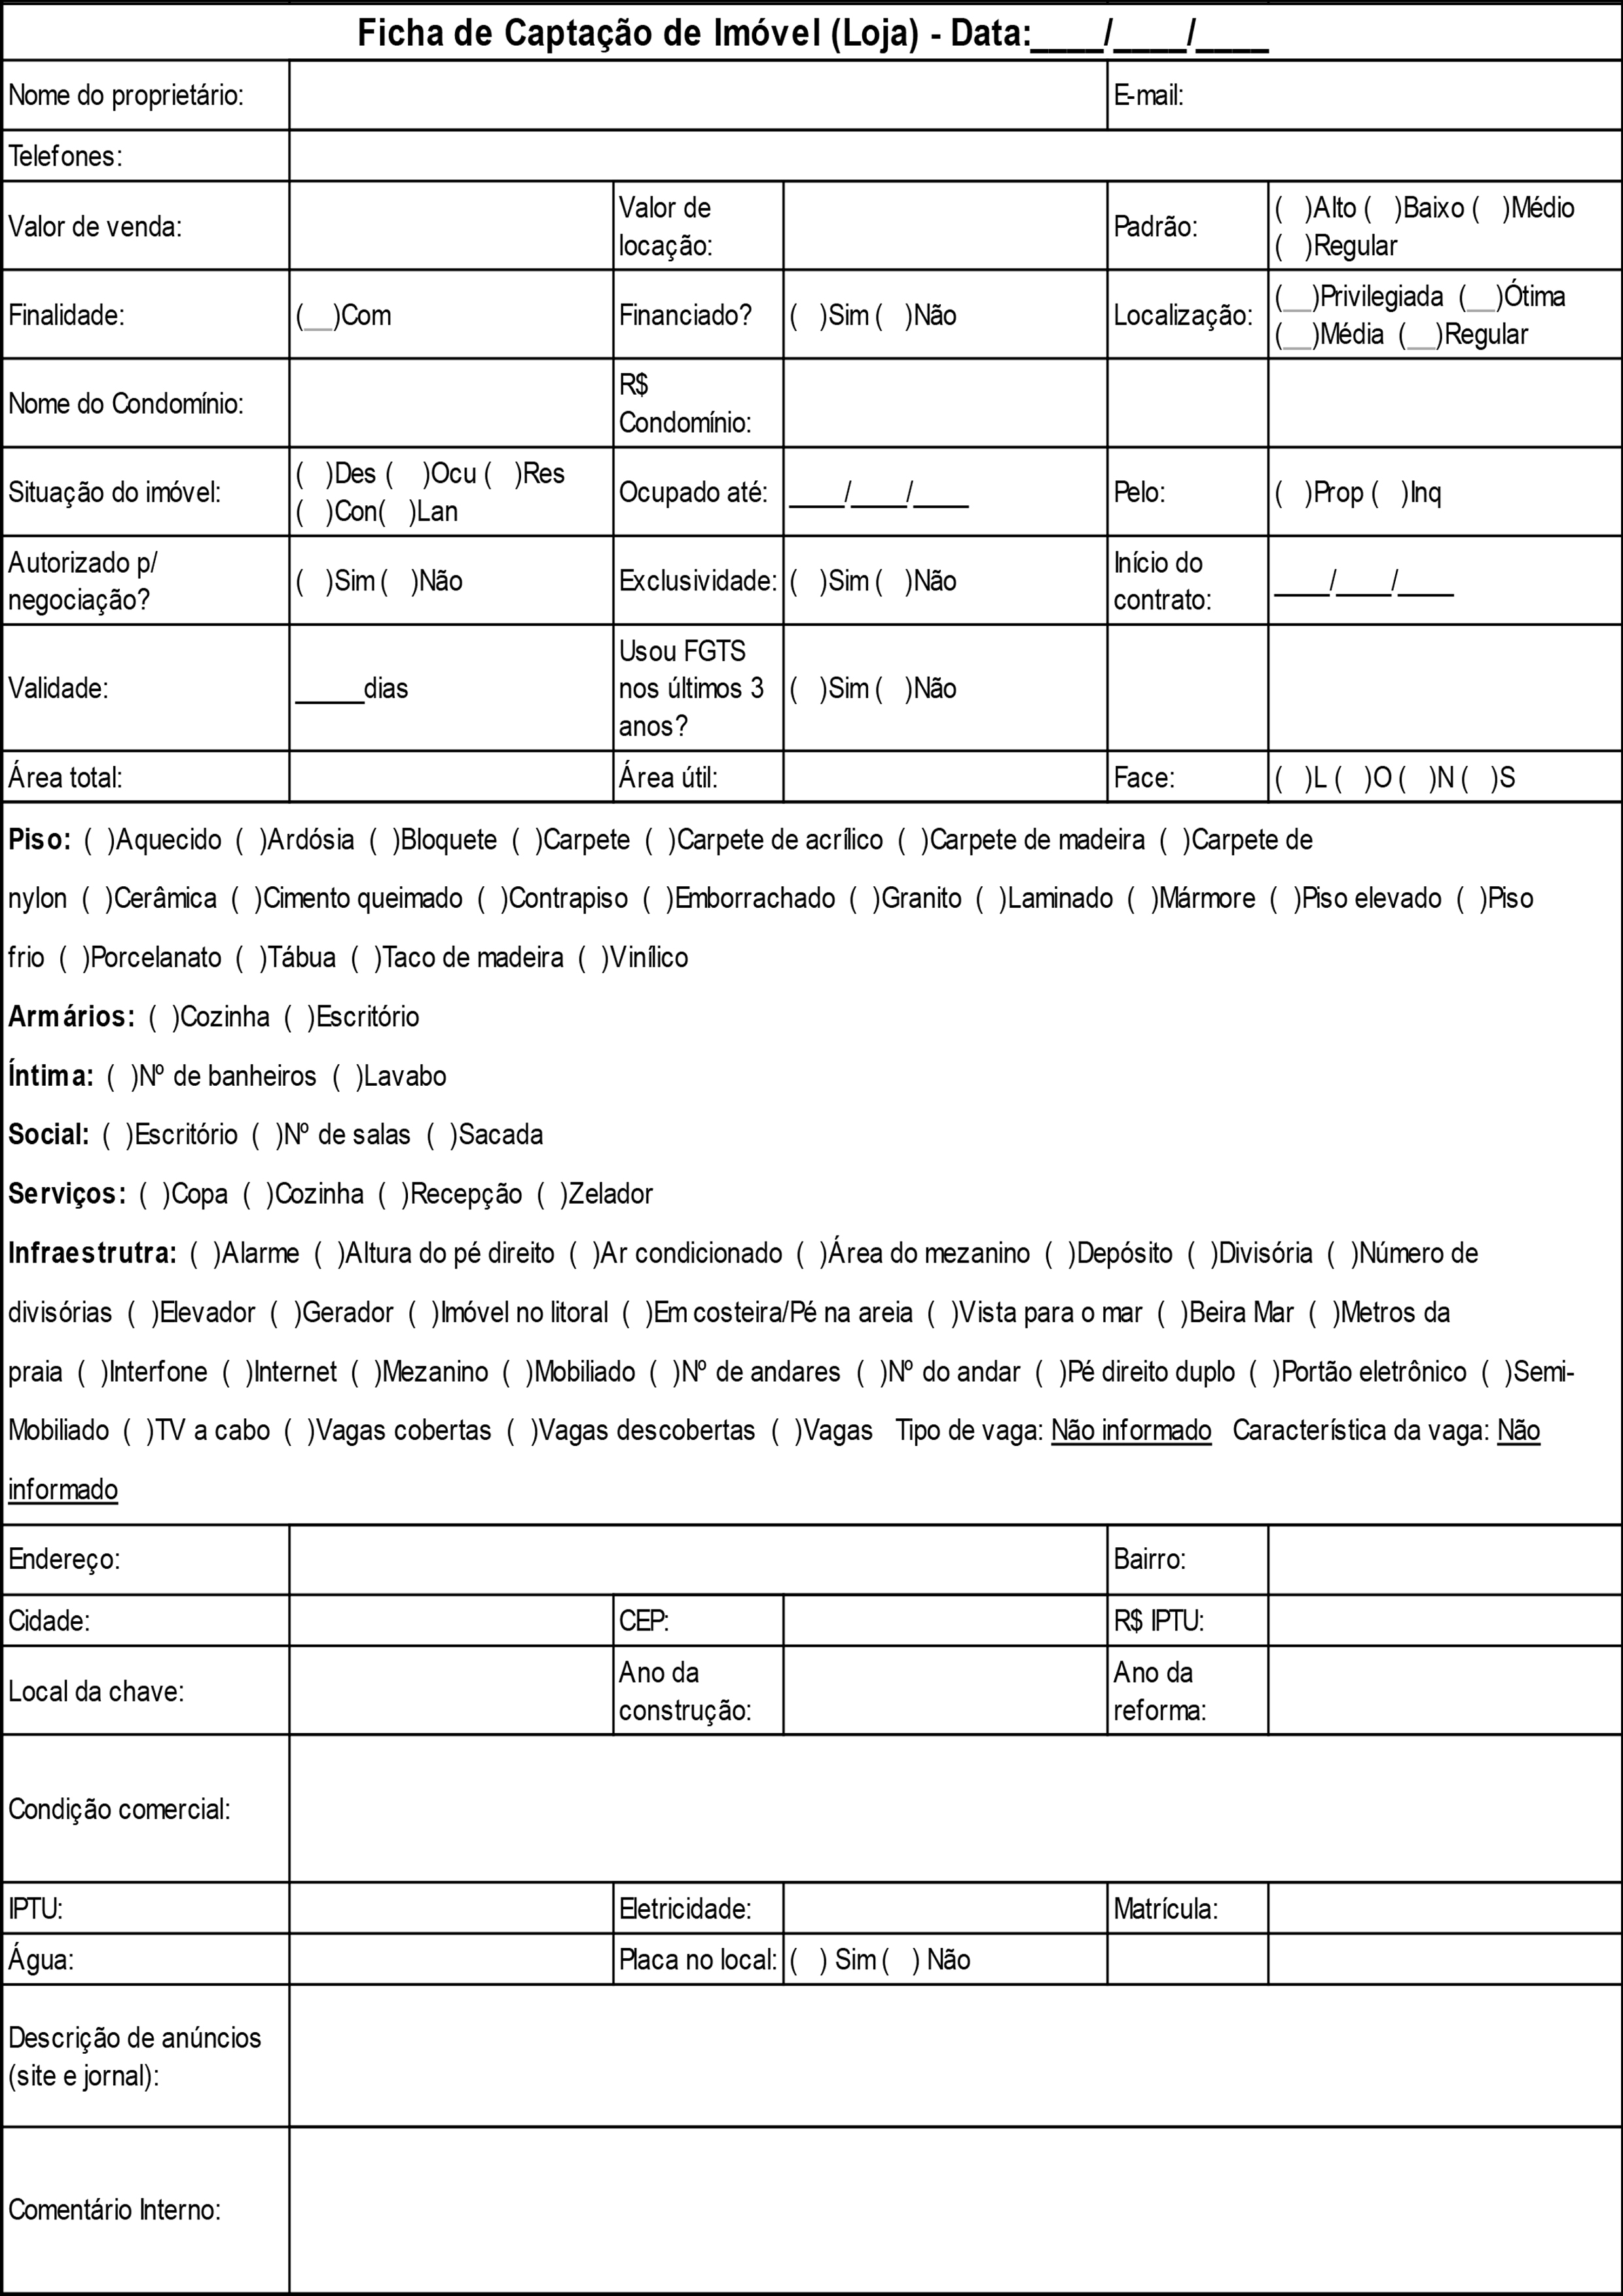 Ficha de Captação de Imóvel (Loja) - Data:____/____/____
Nome do proprietário: E-mail:
Telefones:
Valor de venda: Valor de locação: Padrão: ( )Alto ( )Baixo ( )Médio ( )Regular
Finalidade: (__)Com Financiado? ( )Sim ( )Não Localização: (__)Privilegiada (__)Ótima (__)Média (__)Regular
Nome do Condomínio: R$ Condomínio:
Situação do imóvel: ( )Des ( )Ocu ( )Res ( )Con( )Lan Ocupado até: ____/____/____ Pelo: ( )Prop ( )Inq
Autorizado p/ negociação? ( )Sim ( )Não Exclusividade: ( )Sim ( )Não Início do contrato: ____/____/____
Validade: _____dias Usou FGTS nos últimos 3 anos? ( )Sim ( )Não
Área total: Área útil: Face: ( )L ( )O ( )N ( )S
Piso: ( )Aquecido ( )Ardósia ( )Bloquete ( )Carpete ( )Carpete de acrílico ( )Carpete de madeira ( )Carpete de
nylon ( )Cerâmica ( )Cimento queimado ( )Contrapiso ( )Emborrachado ( )Granito ( )Laminado ( )Mármore ( )Piso elevado ( )Piso
frio ( )Porcelanato ( )Tábua ( )Taco de madeira ( )Vinílico
Armários: ( )Cozinha ( )Escritório
Íntima: ( )Nº de banheiros ( )Lavabo
Social: ( )Escritório ( )Nº de salas ( )Sacada
Serviços: ( )Copa ( )Cozinha ( )Recepção ( )Zelador
Infraestrutra: ( )Alarme ( )Altura do pé direito ( )Ar condicionado ( )Área do mezanino ( )Depósito ( )Divisória ( )Número de
divisórias ( )Elevador ( )Gerador ( )Imóvel no litoral ( )Em costeira/Pé na areia ( )Vista para o mar ( )Beira Mar ( )Metros da
praia ( )Interfone ( )Internet ( )Mezanino ( )Mobiliado ( )Nº de andares ( )Nº do andar ( )Pé direito duplo ( )Portão eletrônico ( )Semi-
Mobiliado ( )TV a cabo ( )Vagas cobertas ( )Vagas descobertas ( )Vagas Tipo de vaga: Não informado Característica da vaga: Não
informado
Endereço: Bairro:
Cidade: CEP: R$ IPTU:
Local da chave: Ano da construção: Ano da reforma:
Condição comercial:
IPTU: Eletricidade: Matrícula:
Água: Placa no local: ( ) Sim ( ) Não
Descrição de anúncios
(site e jornal):
Comentário Interno: